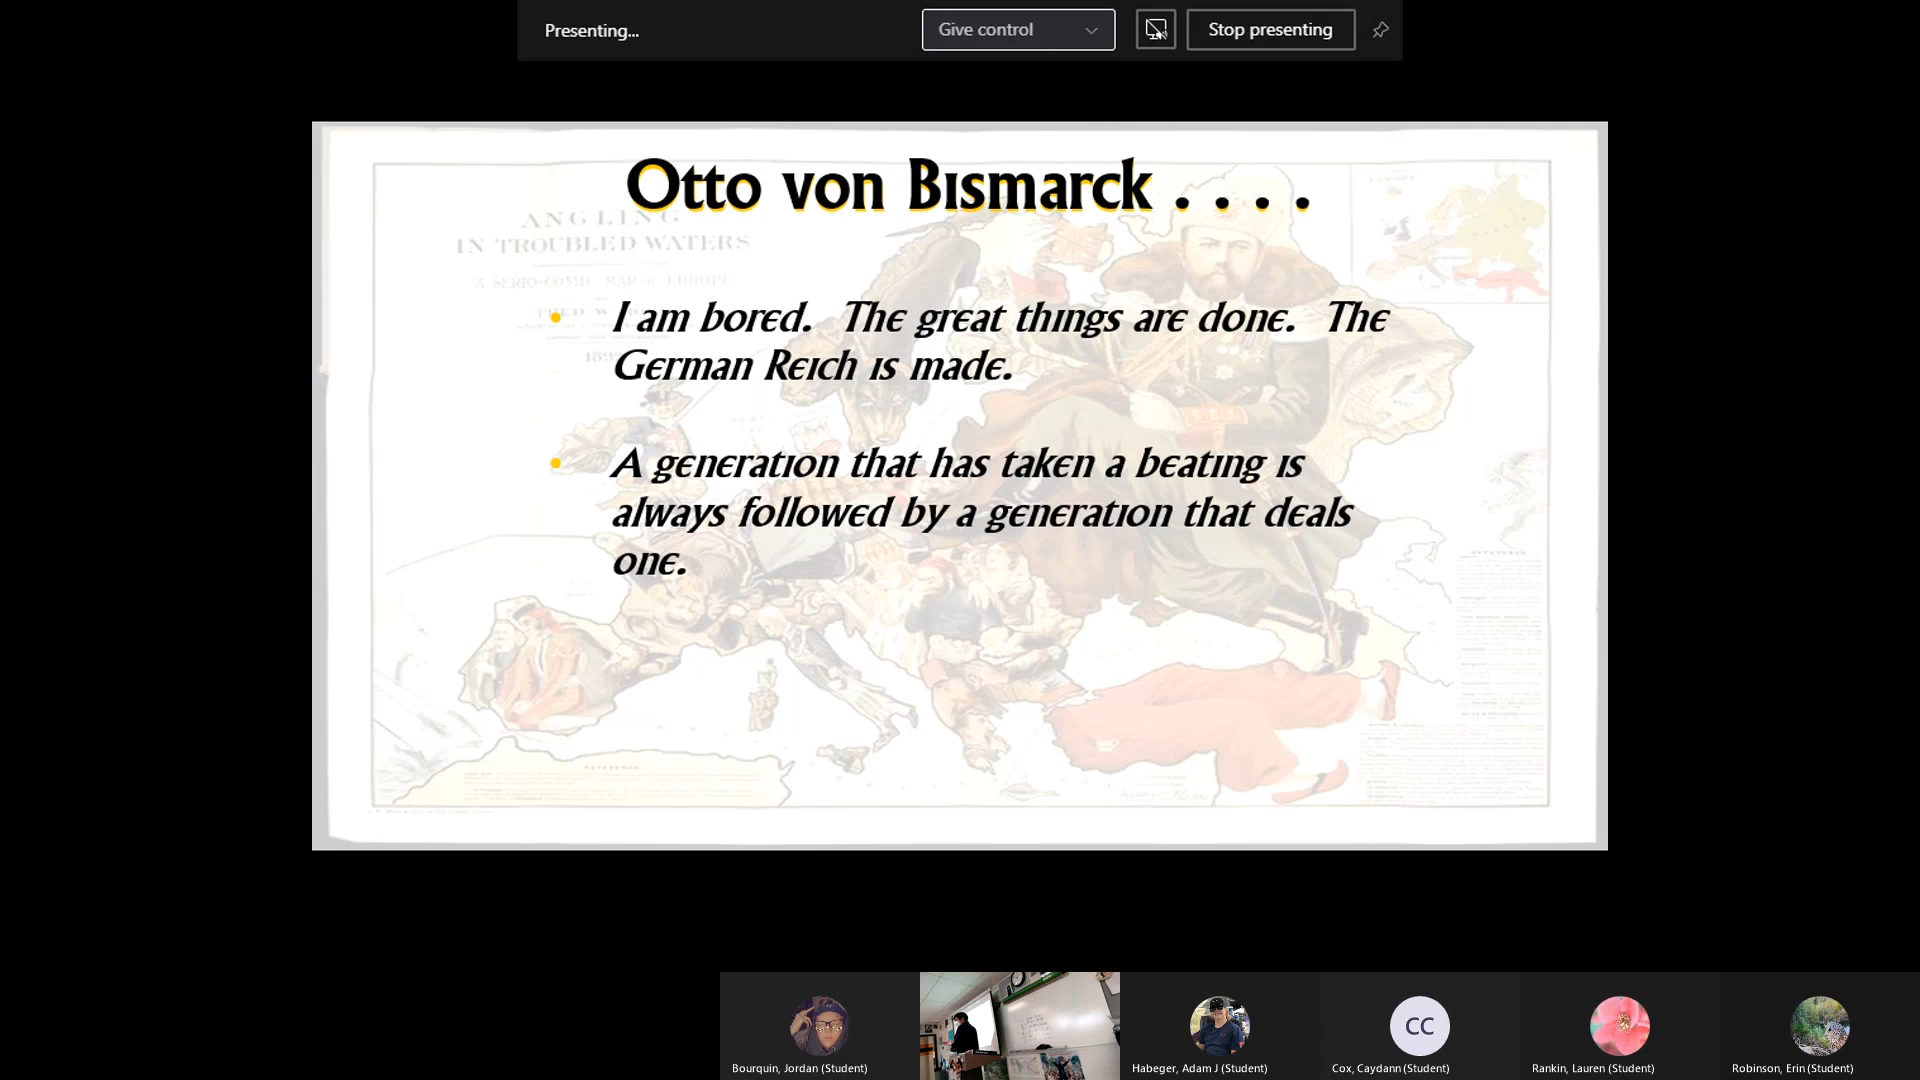 Presenting...
Give control
Stop presenting
Otto von Bismarck . . . .
ANGLING
IN TROUBLED WATERS
A SERIO-COMIC MAP OF EUROPE
• I am bored. The great things are done. The
German Reich is made.
• A generation that has taken a beating is
always followed by a generation that deals
one.
REFERENCE
REFERENCE
Bourquin, Jordan (Student)
Habeger, Adam J (Student)
CC
Cox, Caydann (Student)
Rankin, Lauren (Student)
Robinson, Erin (Student)